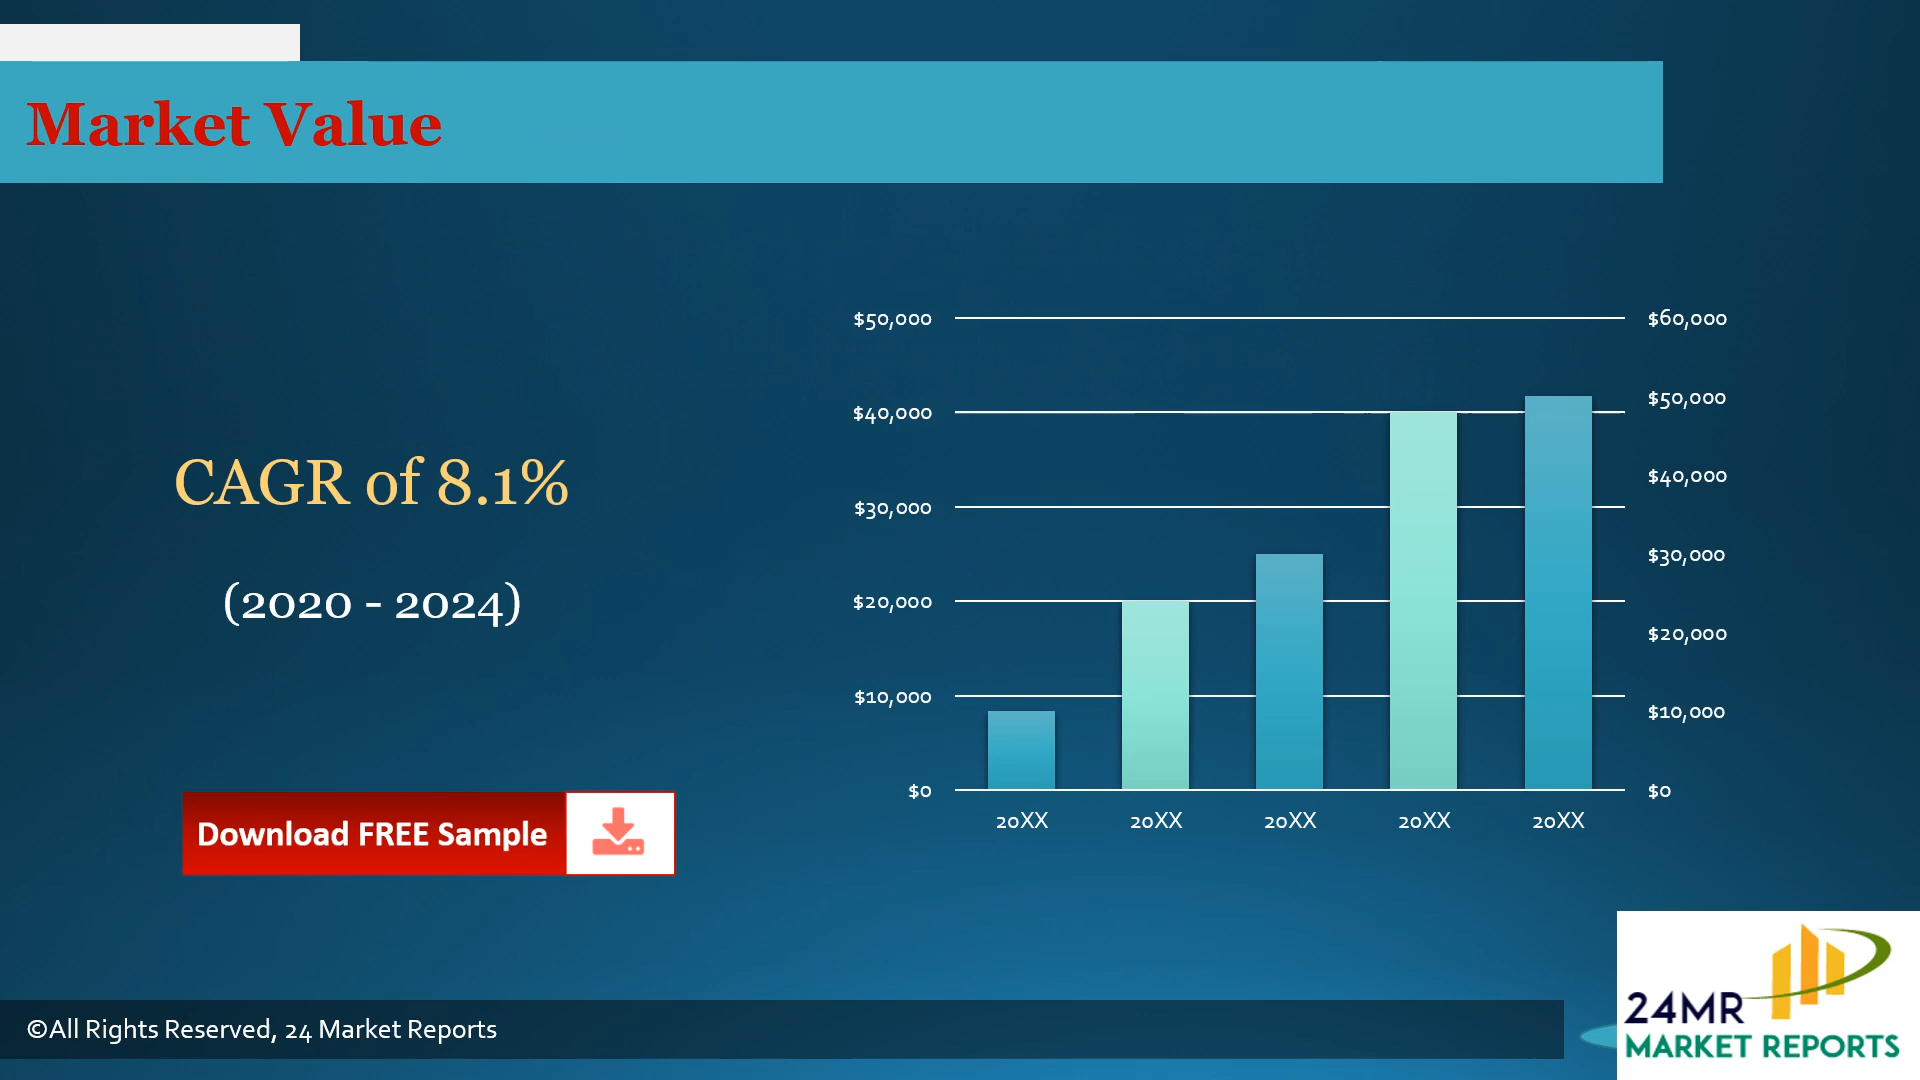 Market Value
CAGR of 8.1%
(2020 - 2024)
Download FREE Sample
$50,000
$40,000
$30,000
$20,000
$10,000
$0
$60,000
$50,000
$40,000
$30,000
$20,000
$10,000
$0
20XX 20XX 20XX 20XX 20XX
©All Rights Reserved, 24 Market Reports
24MR
MARKET REPORTS